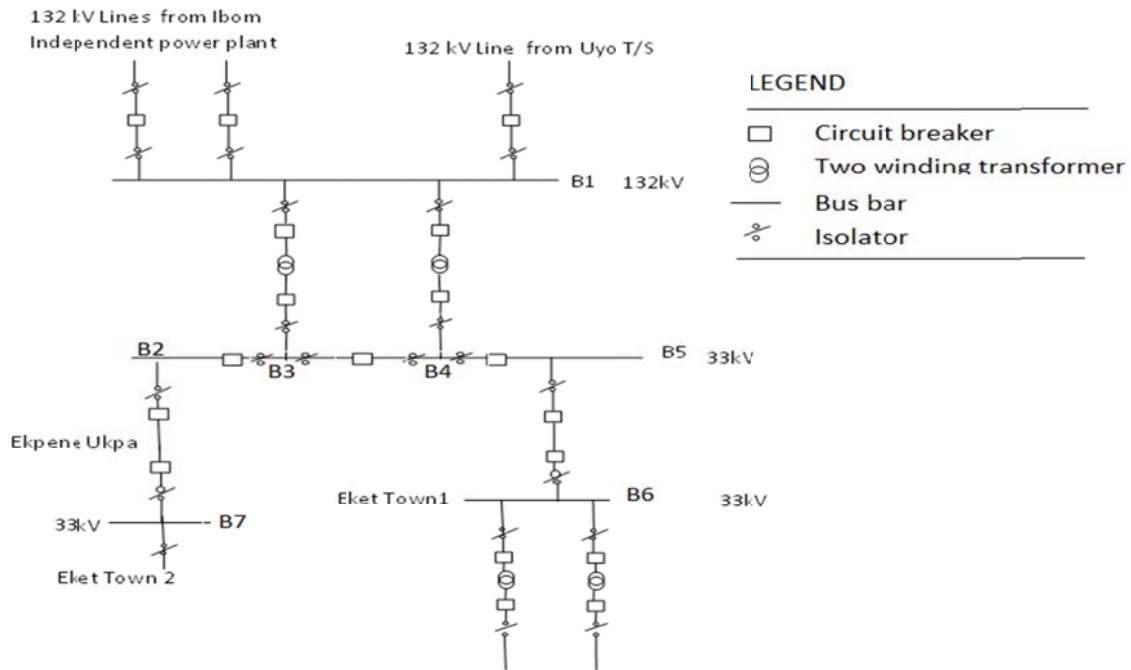 132 kV Lines from Ibom
Independent power plant
132 kV Line from Uyo T/S
LEGEND
Circuit breaker
Two winding transformer
Bus bar
Isolator
B1 132kV
B2
B3
B4
B5 33kV
Ekpene Ukpa
Eket Town1
B6 33kV
33kV
B7
Eket Town 2